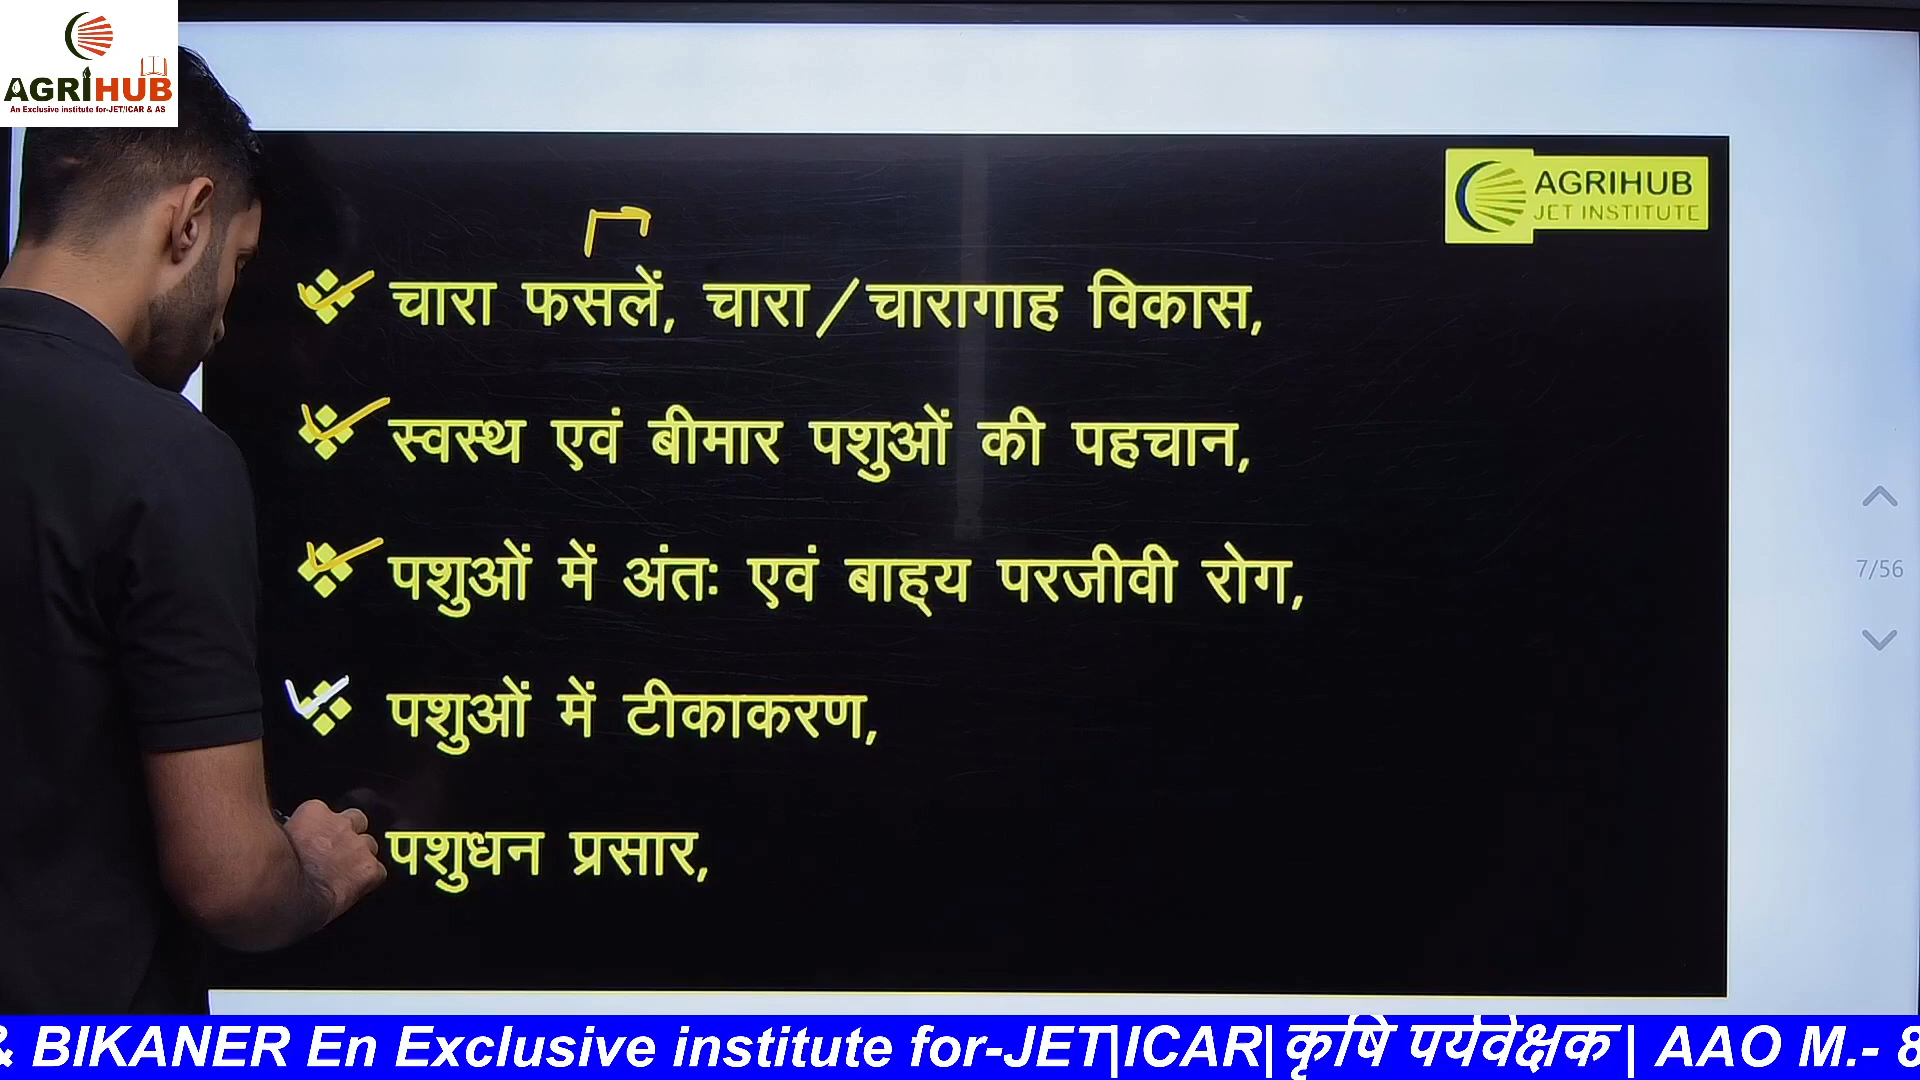 AGRIHUB
An Exclusive institute for-JET/ICAR & AS
AGRIHUB
JET INSTITUTE
चारा फसलें, चारा/चारागाह विकास,
स्वस्थ एवं बीमार पशुओं की पहचान,
पशुओं में अंतः एवं बाह्य परजीवी रोग,
पशुओं में टीकाकरण,
पशुधन प्रसार,
7/56
& BIKANER En Exclusive institute for-JET|ICAR|कृषि पर्यवेक्षक | AAO M.- 8